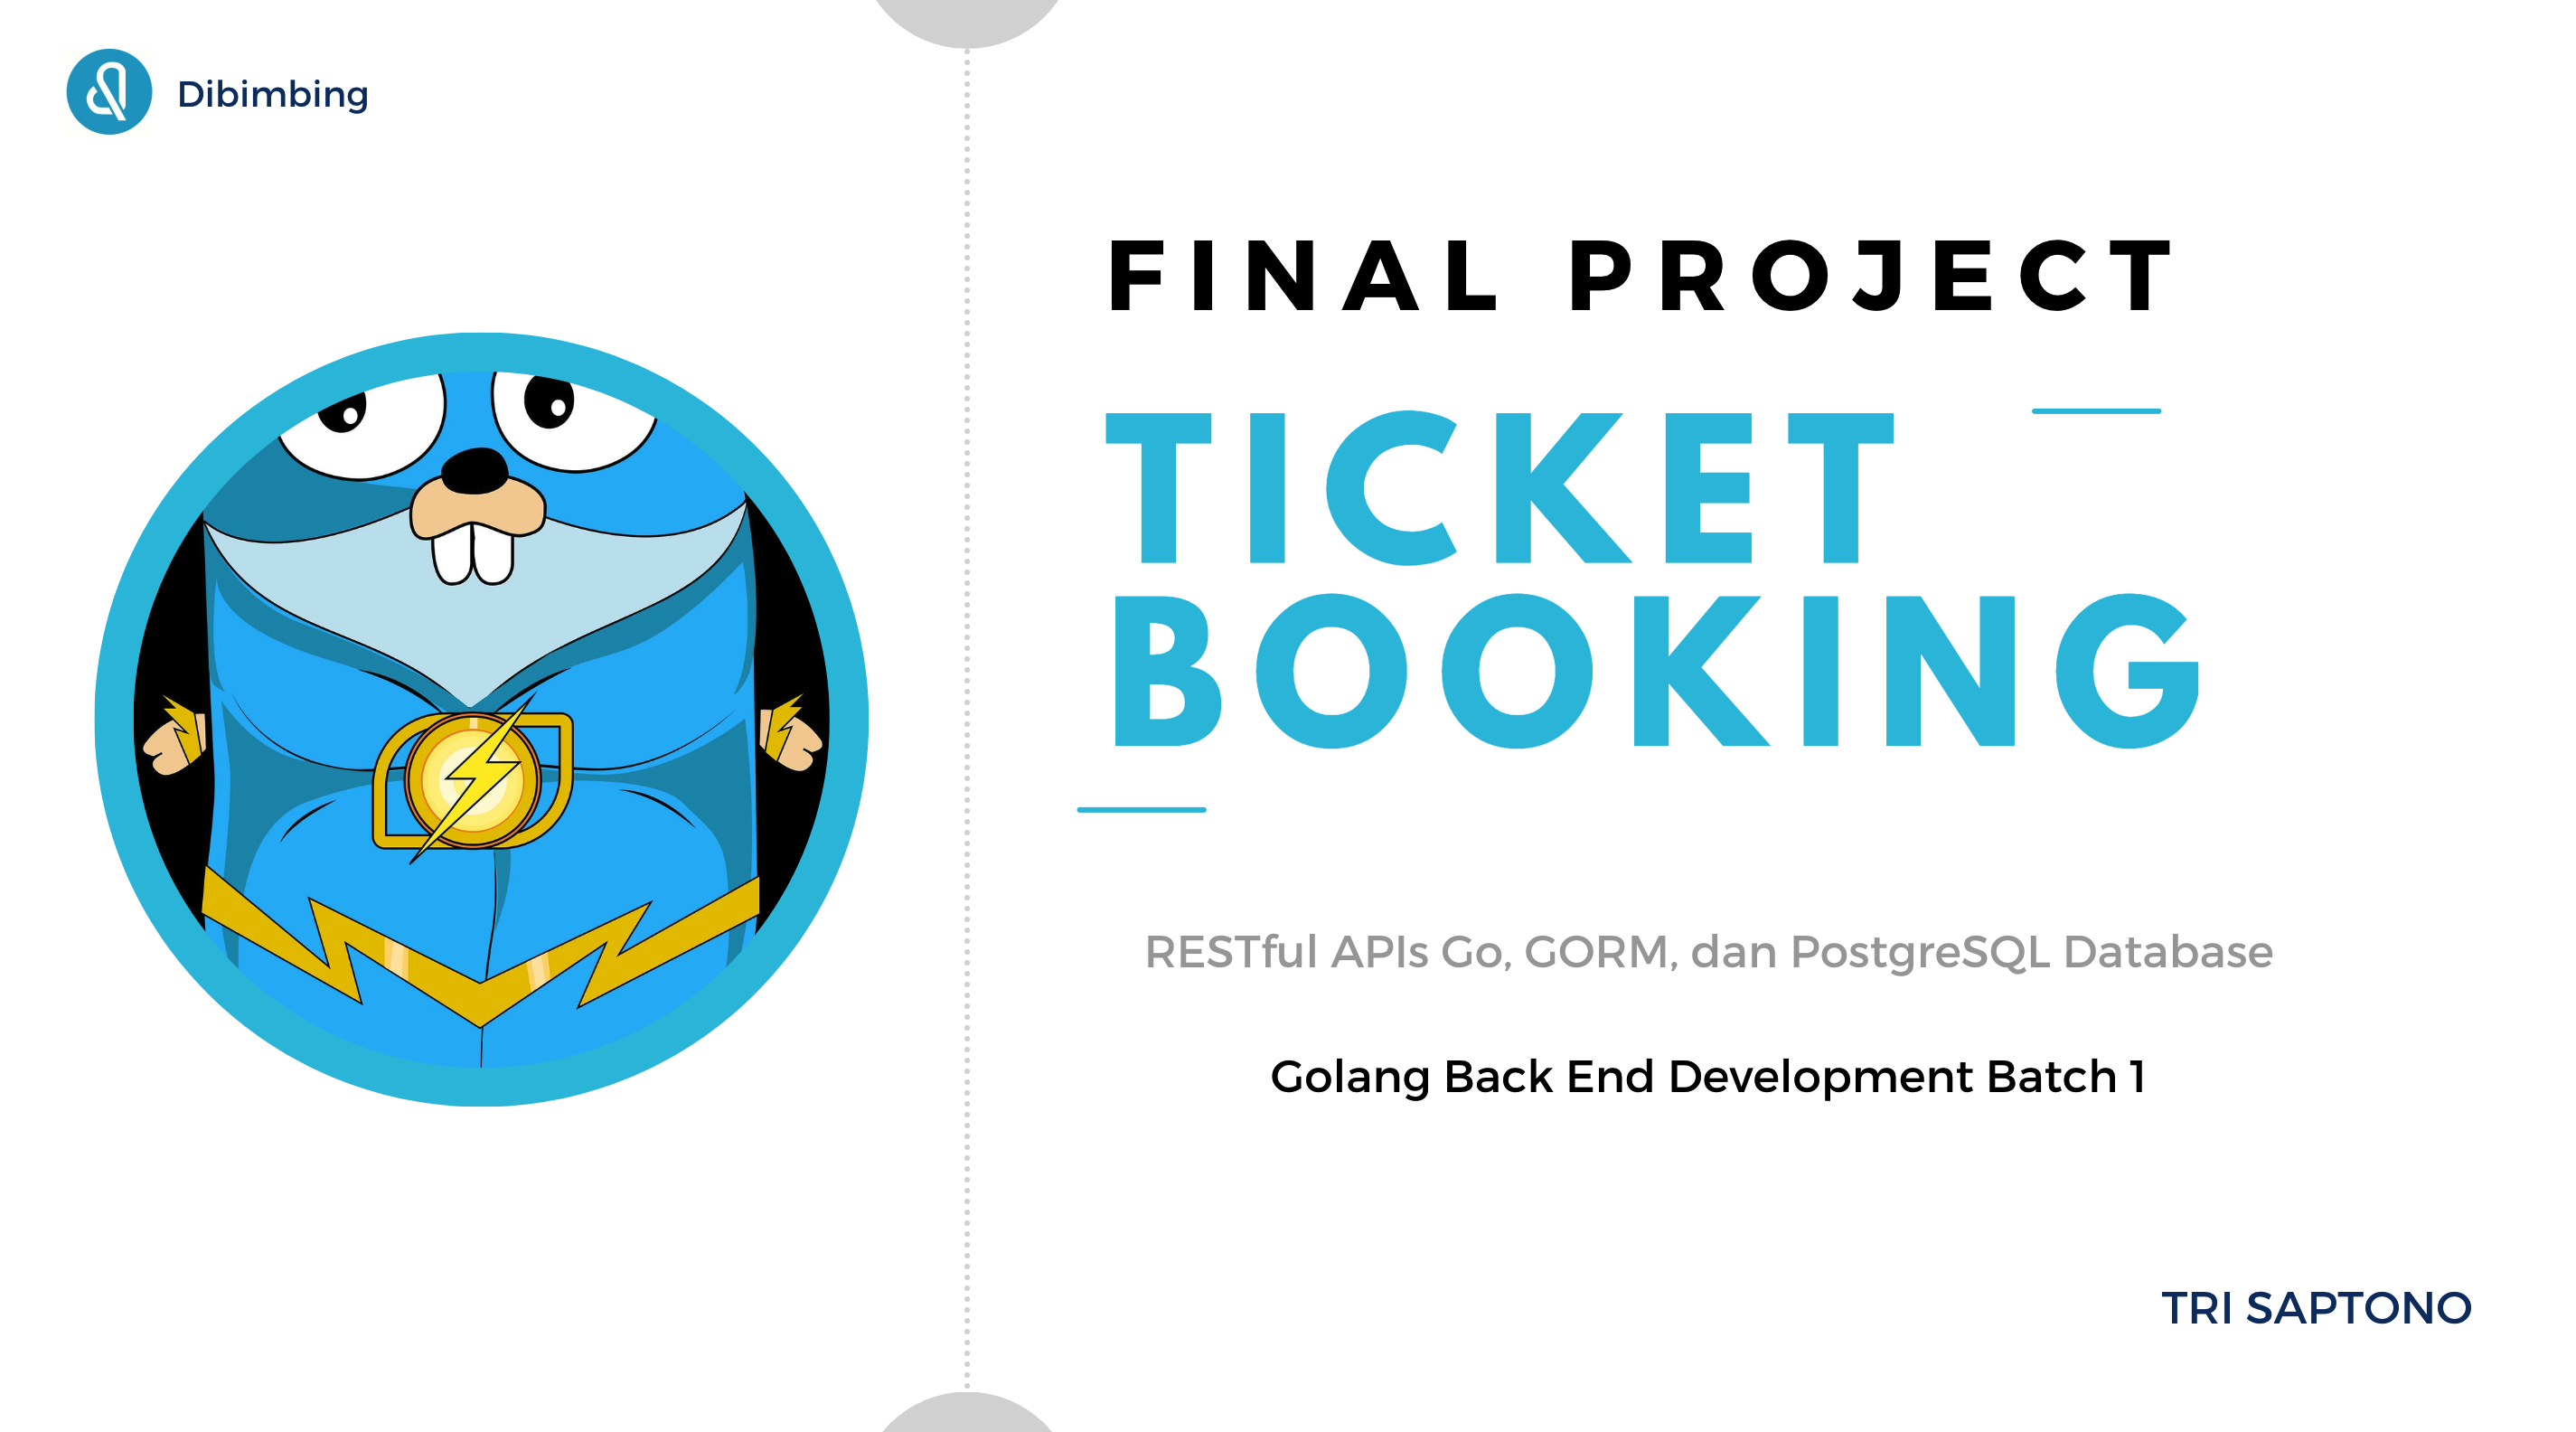 Dibimbing
FINAL PROJECT
TICKET
BOOKING
RESTful APIs Go, GORM, dan PostgreSQL Database
Golang Back End Development Batch 1
TRI SAPTONO